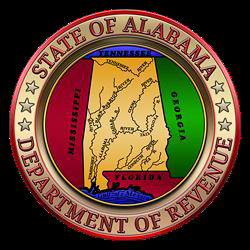 STATE OF ALABAMA
TENNESSEE
MISSISSIPPI
GEORGIA
FLORIDA
DEPARTMENT OF REVENUE